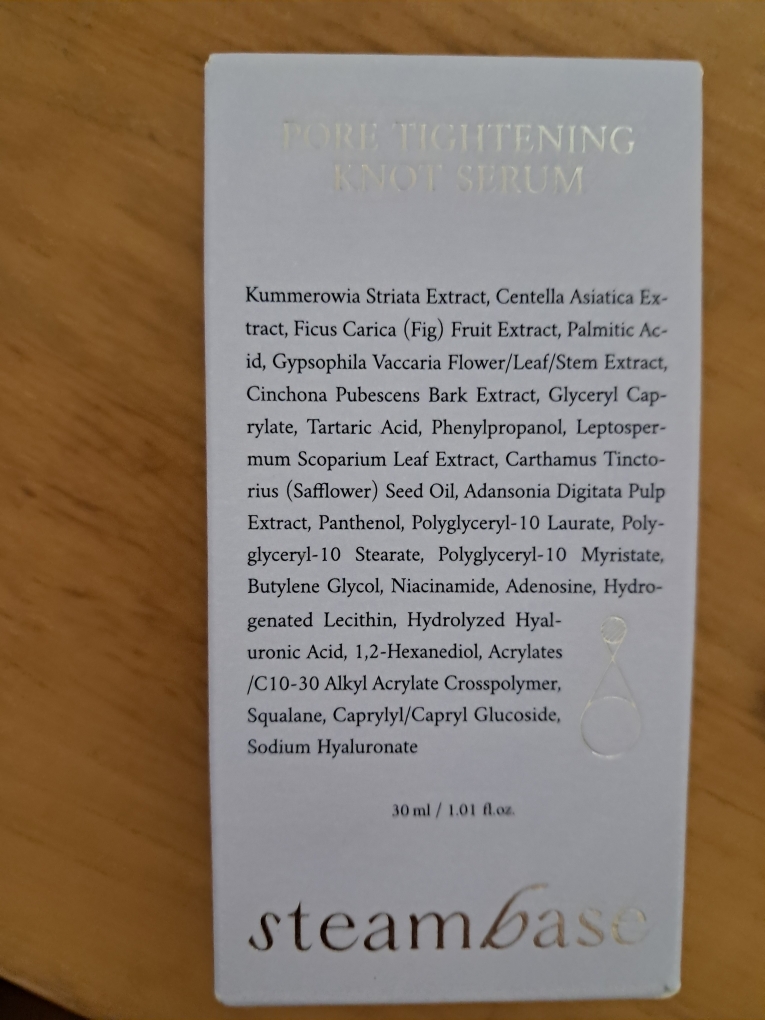 PORE TIGHTENING
KNOT SERUM
Kummerowia Striata Extract, Centella Asiatica Ex-
tract, Ficus Carica (Fig) Fruit Extract, Palmitic Ac-
id, Gypsophila Vaccaria Flower/Leaf/Stem Extract,
Cinchona Pubescens Bark Extract, Glyceryl Cap-
rylate, Tartaric Acid, Phenylpropanol, Leptosper-
mum Scoparium Leaf Extract, Carthamus Tincto-
rius (Safflower) Seed Oil, Adansonia Digitata Pulp
Extract, Panthenol, Polyglyceryl-10 Laurate, Poly-
glyceryl-10 Stearate, Polyglyceryl-10 Myristate,
Butylene Glycol, Niacinamide, Adenosine, Hydro-
genated Lecithin, Hydrolyzed Hyal-
uronic Acid, 1,2-Hexanediol, Acrylates
/C10-30 Alkyl Acrylate Crosspolymer,
Squalane, Caprylyl/Capryl Glucoside,
Sodium Hyaluronate
30 ml / 1.01 fl.oz.
steambase